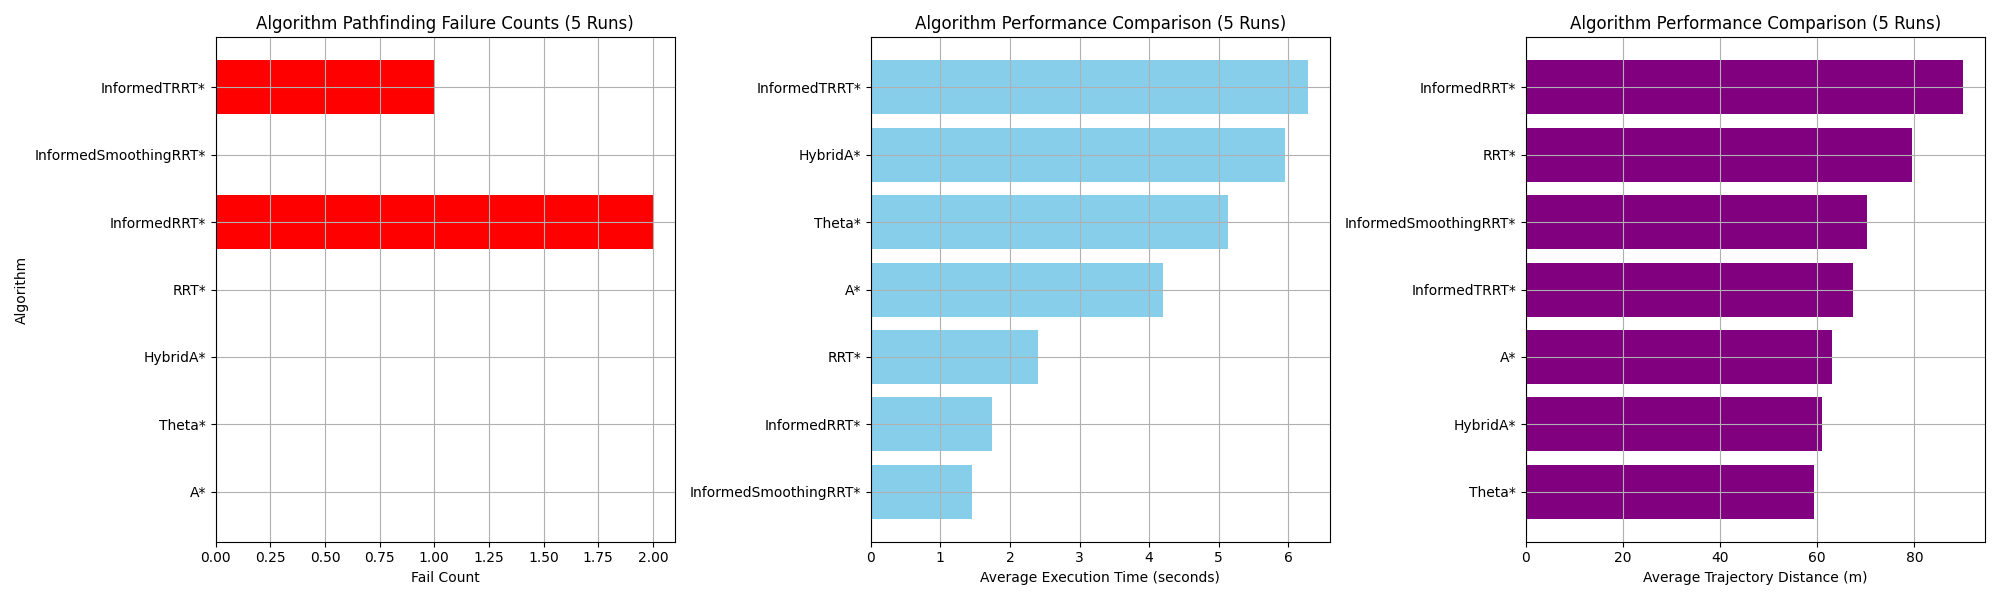 Algorithm Pathfinding Failure Counts (5 Runs)
Algorithm
InformedTRRT*
InformedSmoothingRRT*
InformedRRT*
RRT*
HybridA*
Theta*
A*
0.00 0.25 0.50 0.75 1.00 1.25 1.50 1.75 2.00
Fail Count
Algorithm Performance Comparison (5 Runs)
InformedTRRT*
HybridA*
Theta*
A*
RRT*
InformedRRT*
InformedSmoothingRRT*
0 1 2 3 4 5 6
Average Execution Time (seconds)
Algorithm Performance Comparison (5 Runs)
InformedRRT*
RRT*
InformedSmoothingRRT*
InformedTRRT*
A*
HybridA*
Theta*
0 20 40 60 80
Average Trajectory Distance (m)